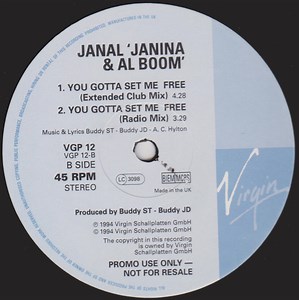 JANAL 'JANINA
& AL BOOM'
1. YOU GOTTA SET ME FREE
(Extended Club Mix) 4.28
2. YOU GOTTA SET ME FREE
(Radio Mix) 3.29
Music & Lyrics Buddy ST - Buddy JD - A. C. Hylton
VGP 12
VGP 12-B
B SIDE
45 RPM
STEREO
LC 3098
BIEM/MCPS
Made in the UK
Produced by Buddy ST - Buddy JD
Ⓟ 1994 Virgin Schallplatten GmbH
© 1994 Virgin Schallplatten GmbH
The copyright in this recording
is owned by Virgin
Schallplatten GmbH
PROMO USE ONLY –
NOT FOR RESALE
Virgin